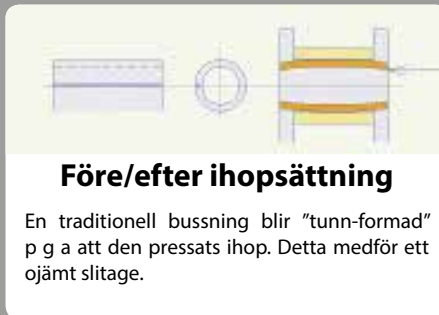 Före/efter ihopsättning
En traditionell bussning blir ”tunn-formad”
p g a att den pressats ihop. Detta medför ett
ojämt slitage.